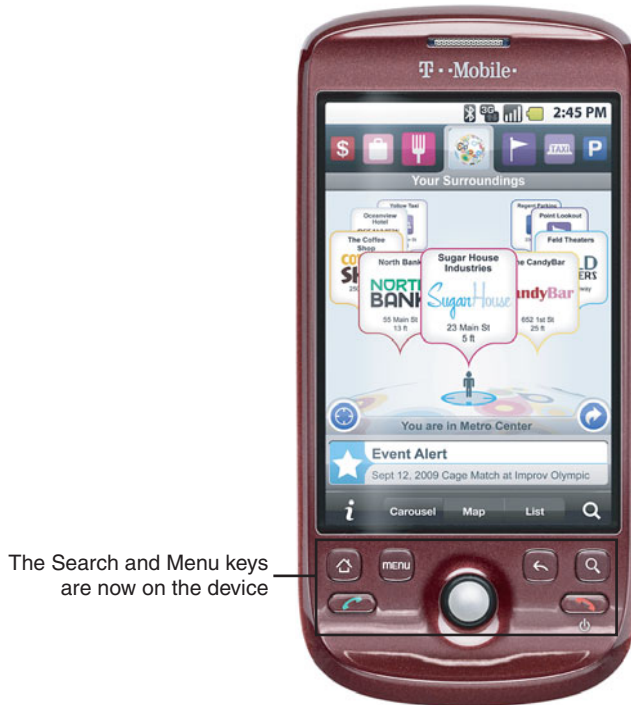 T··Mobile·
3G 2:45 PM
$ TAXI P
Your Surroundings
Yellow Taxi
Regent Parking
Oceanview
Hotel
Point Lookout
The Coffee
Shop
Feld Theaters
North Bank
Sugar House
Industries
CandyBar
NORTH
BANK
SugarHouse
55 Main St
13 ft
23 Main St
5 ft
652 1st St
25 ft
You are in Metro Center
Event Alert
Sept 12, 2009 Cage Match at Improv Olympic
i Carousel Map List
The Search and Menu keys
are now on the device
MENU